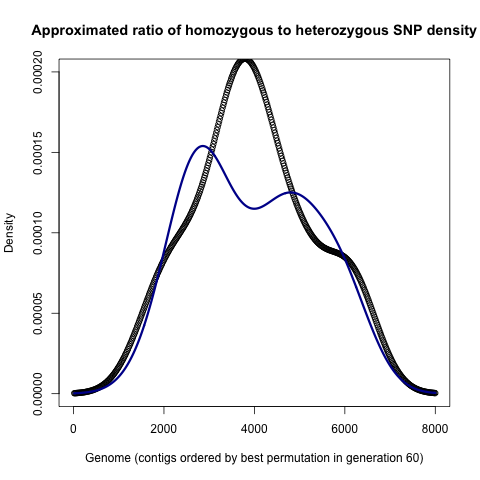 Approximated ratio of homozygous to heterozygous SNP density
Density
0.00020
0.00015
0.00010
0.00005
0.00000
0 2000 4000 6000 8000
Genome (contigs ordered by best permutation in generation 60)